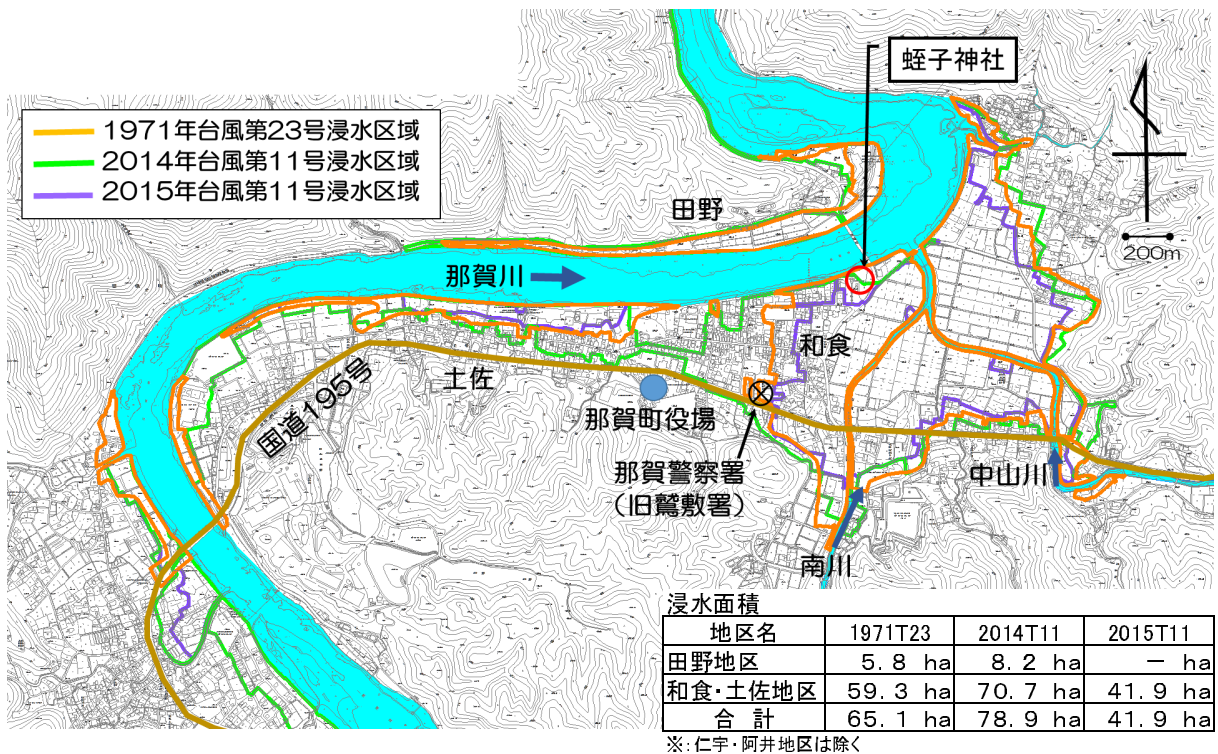 蛭子神社
1971年台風第23号浸水区域
2014年台風第11号浸水区域
2015年台風第11号浸水区域
200m
田野
那賀川
和食
土佐
国道195号
那賀町役場
那賀警察署
(旧鷲敷署)
中山川
南川
浸水面積
地区名 1971T23 2014T11 2015T11
田野地区 5.8 ha 8.2 ha － ha
和食・土佐地区 59.3 ha 70.7 ha 41.9 ha
合 計 65.1 ha 78.9 ha 41.9 ha
※:仁宇・阿井地区は除く